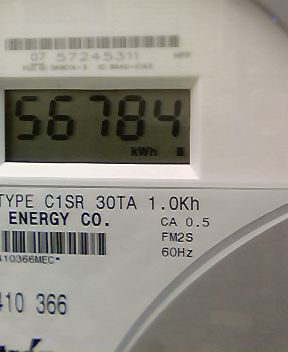 07 57245311
56784
kWh
TYPE C1SR 30TA 1.0Kh
ENERGY CO.
CA 0.5
FM2S
60Hz
410366MEC*
410 366